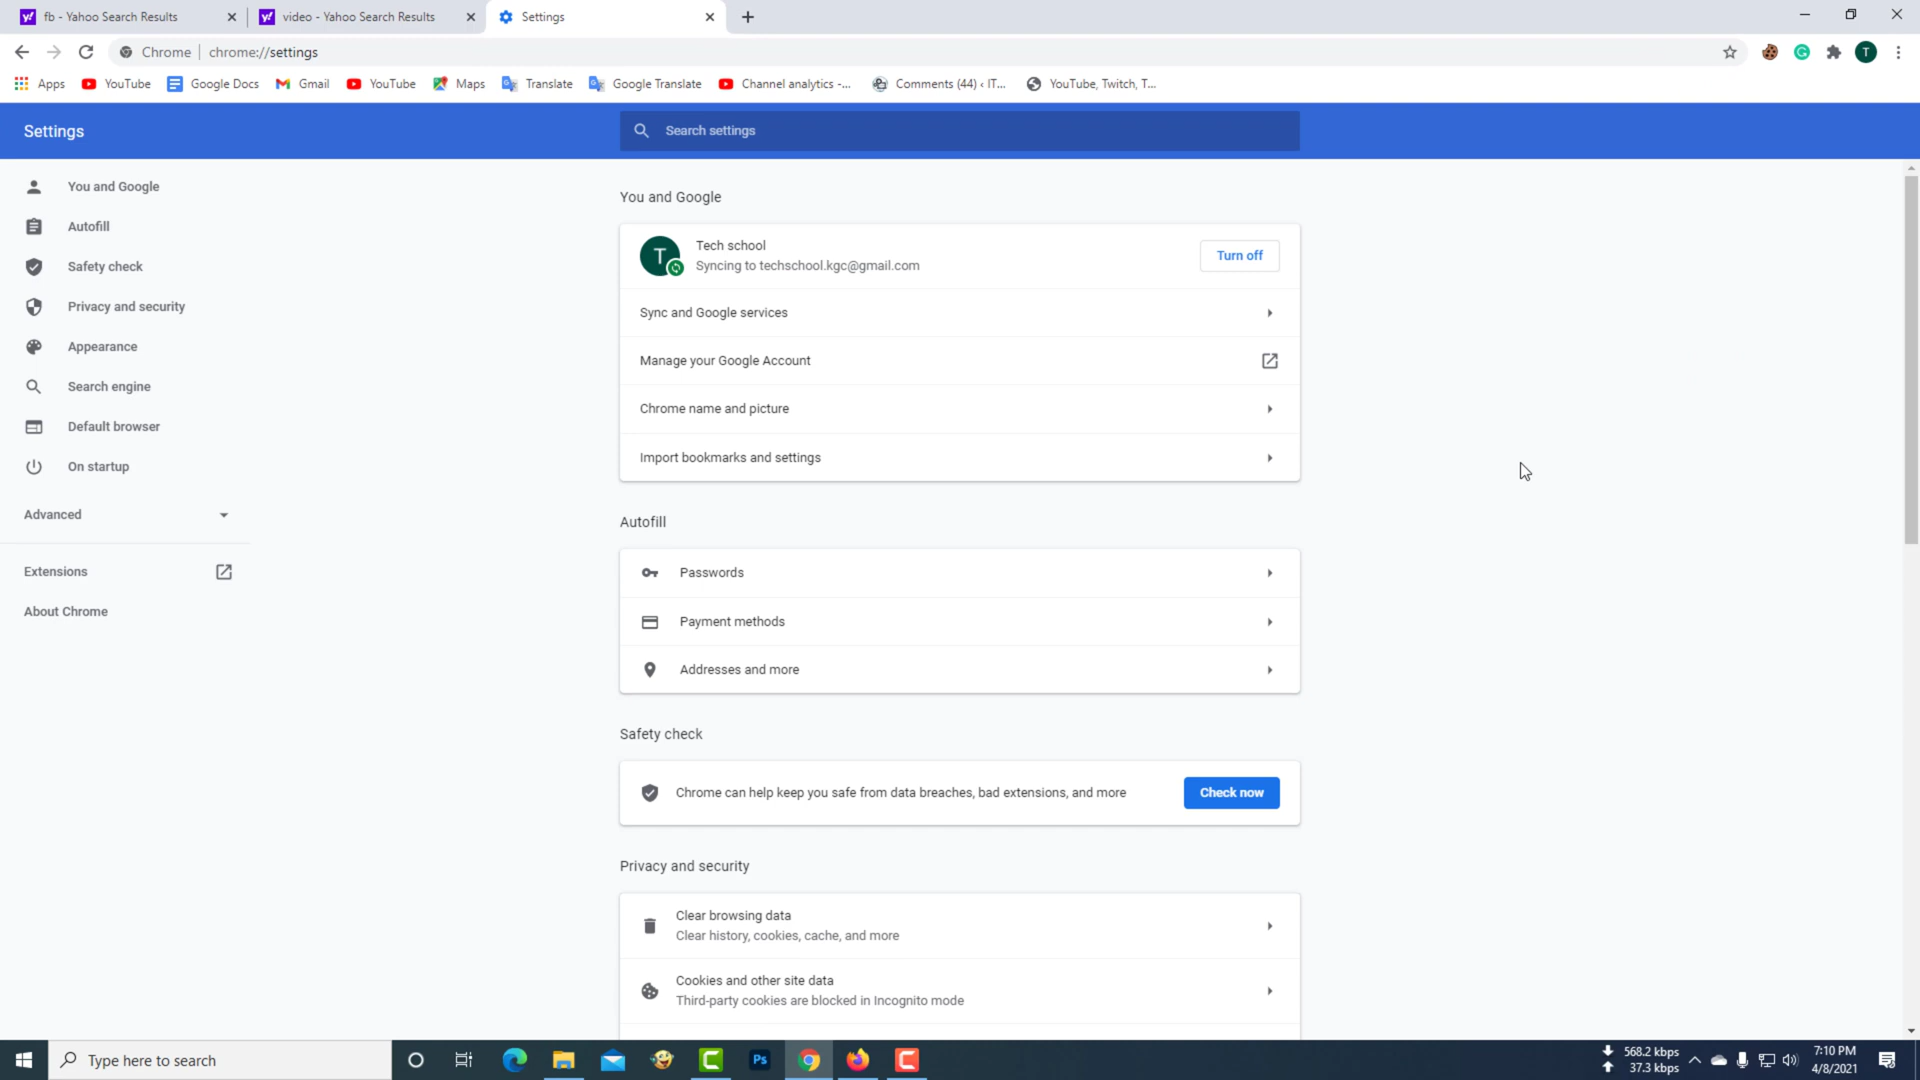 fb - Yahoo Search Results
video - Yahoo Search Results
Settings
Chrome
chrome://settings
T
Apps
YouTube
Google Docs
Gmail
YouTube
Maps
Translate
Google Translate
Channel analytics -...
Comments (44) ‹ IT...
YouTube, Twitch, T...
Settings
Search settings
You and Google
Autofill
Safety check
Privacy and security
Appearance
Search engine
Default browser
On startup
Advanced
Extensions
About Chrome
You and Google
T
Tech school
Syncing to techschool.kgc@gmail.com
Turn off
Sync and Google services
Manage your Google Account
Chrome name and picture
Import bookmarks and settings
Autofill
Passwords
Payment methods
Addresses and more
Safety check
Chrome can help keep you safe from data breaches, bad extensions, and more
Check now
Privacy and security
Clear browsing data
Clear history, cookies, cache, and more
Cookies and other site data
Third-party cookies are blocked in Incognito mode
Type here to search
Ps
568.2 kbps
37.3 kbps
7:10 PM
4/8/2021